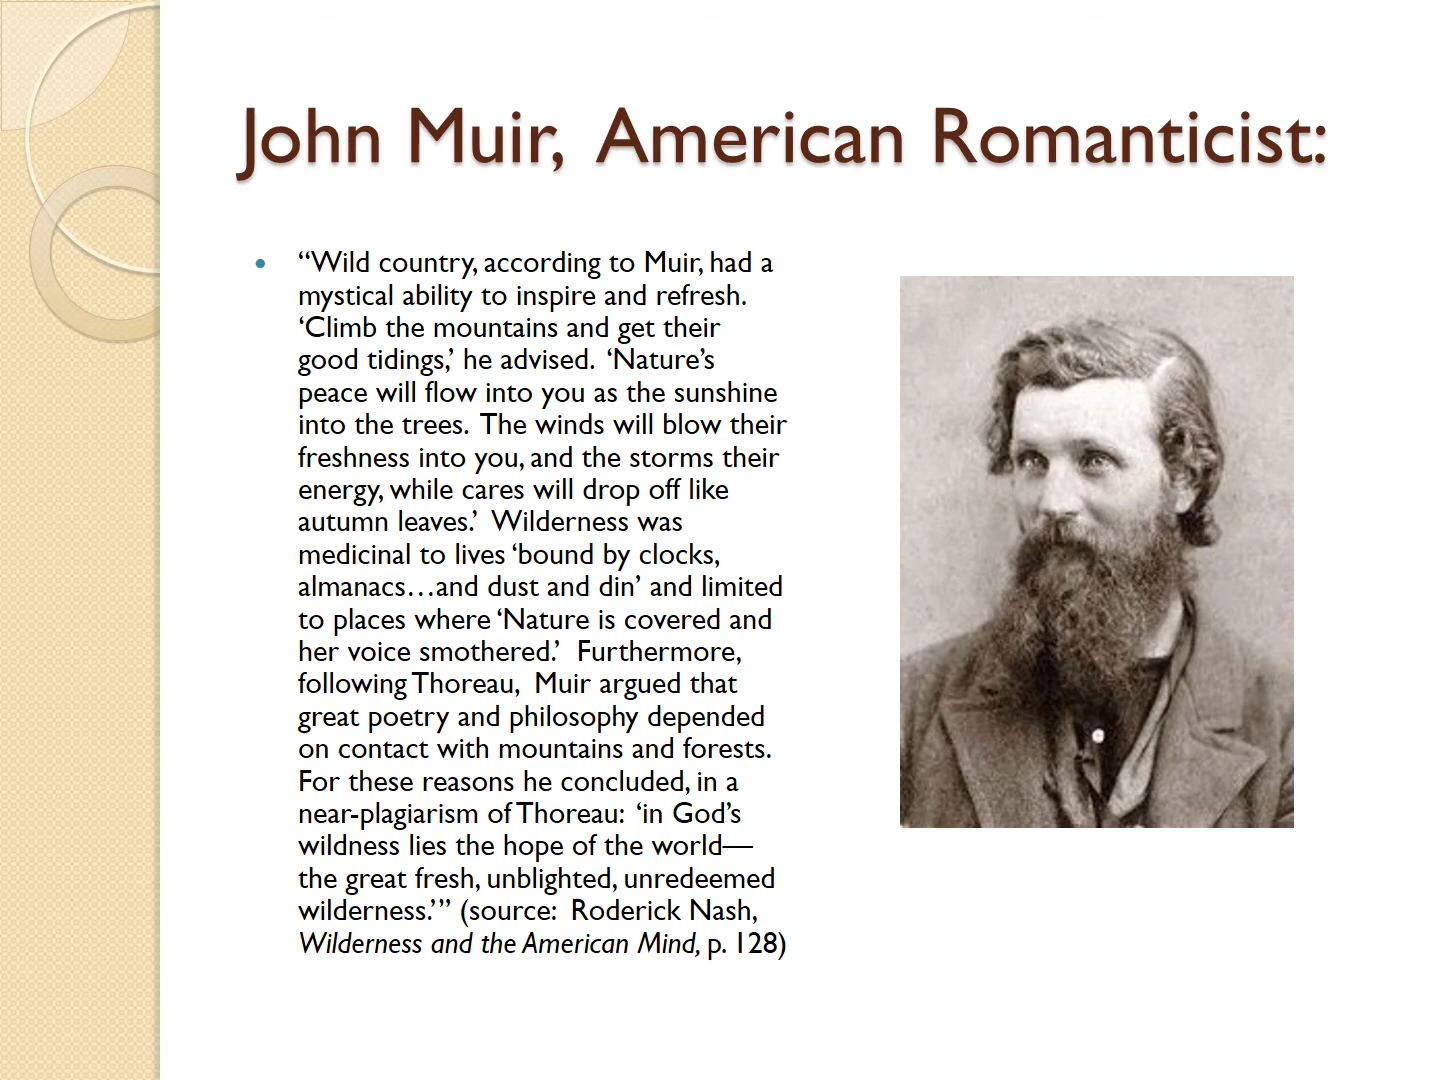 John Muir, American Romanticist:
“Wild country, according to Muir, had a
mystical ability to inspire and refresh.
‘Climb the mountains and get their
good tidings,’ he advised. ‘Nature’s
peace will flow into you as the sunshine
into the trees. The winds will blow their
freshness into you, and the storms their
energy, while cares will drop off like
autumn leaves.’ Wilderness was
medicinal to lives ‘bound by clocks,
almanacs…and dust and din’ and limited
to places where ‘Nature is covered and
her voice smothered.’ Furthermore,
following Thoreau, Muir argued that
great poetry and philosophy depended
on contact with mountains and forests.
For these reasons he concluded, in a
near-plagiarism of Thoreau: ‘in God’s
wildness lies the hope of the world—
the great fresh, unblighted, unredeemed
wilderness.’” (source: Roderick Nash,
Wilderness and the American Mind, p. 128)